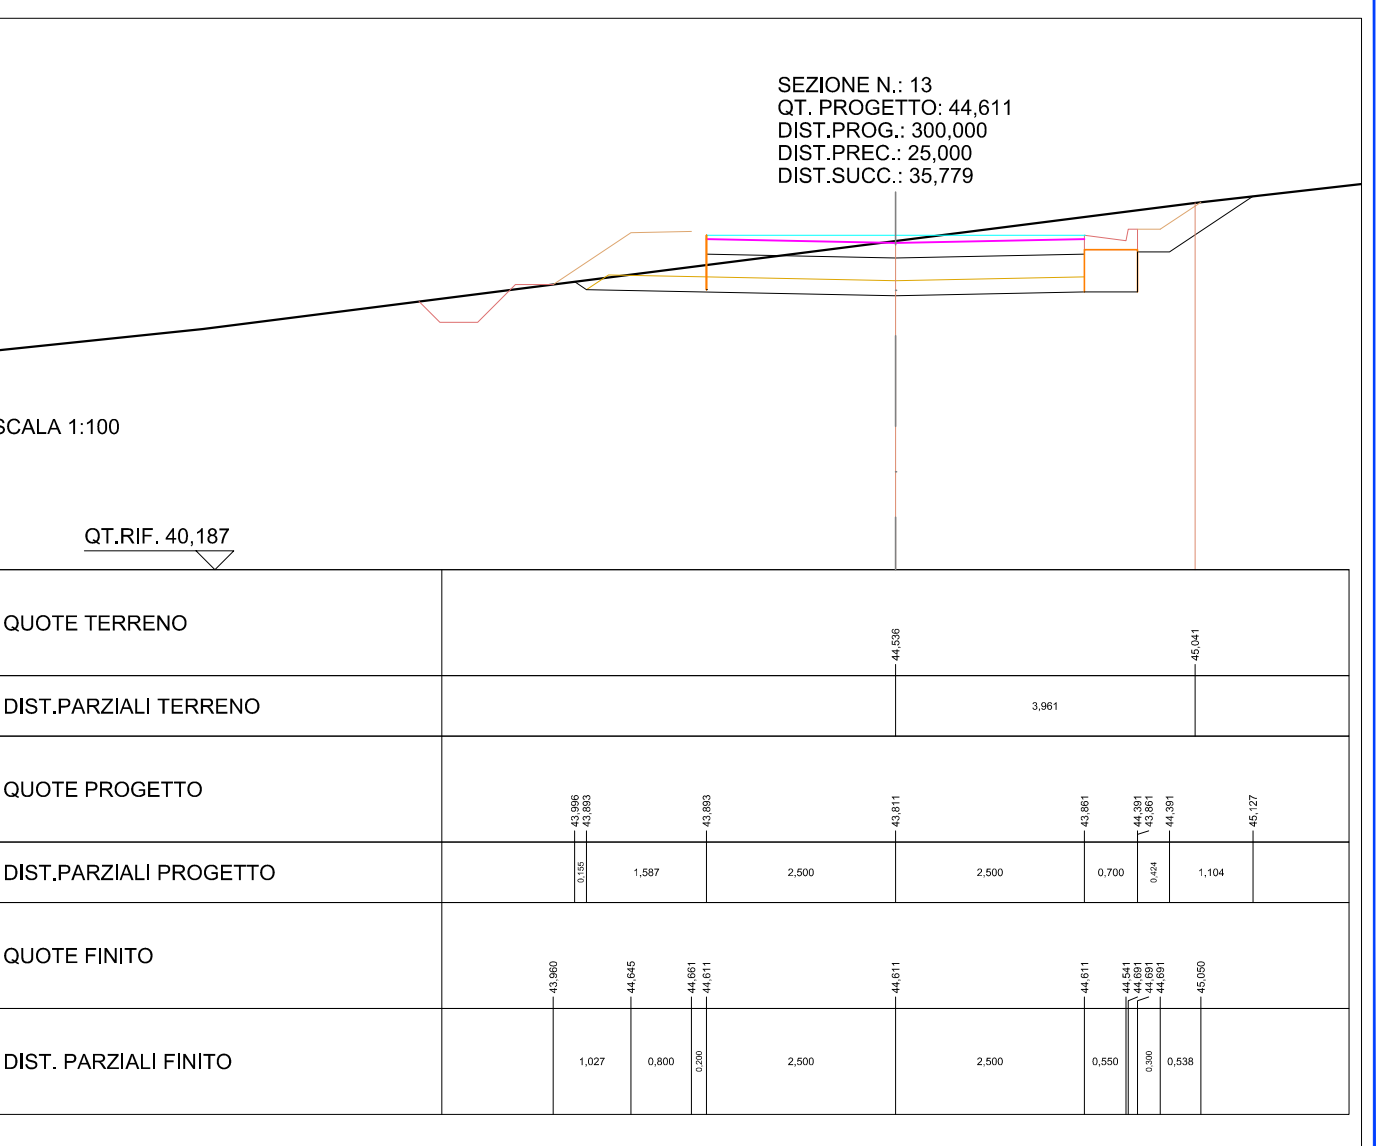 SEZIONE N.: 13
QT. PROGETTO: 44,611
DIST.PROG.: 300,000
DIST.PREC.: 25,000
DIST.SUCC.: 35,779
SCALA 1:100
QT.RIF. 40,187
QUOTE TERRENO
44,536 45,041
DIST.PARZIALI TERRENO
3,961
QUOTE PROGETTO
43,996 43,893 43,893 43,811 43,861 44,391 43,861 44,391 45,127
DIST.PARZIALI PROGETTO
0,155 1,587 2,500 2,500 0,700 0,424 1,104
QUOTE FINITO
43,960 44,645 44,661 44,611 44,611 44,611 44,541 44,691 44,691 44,691 45,050
DIST. PARZIALI FINITO
1,027 0,800 0,200 2,500 2,500 0,550 0,300 0,538